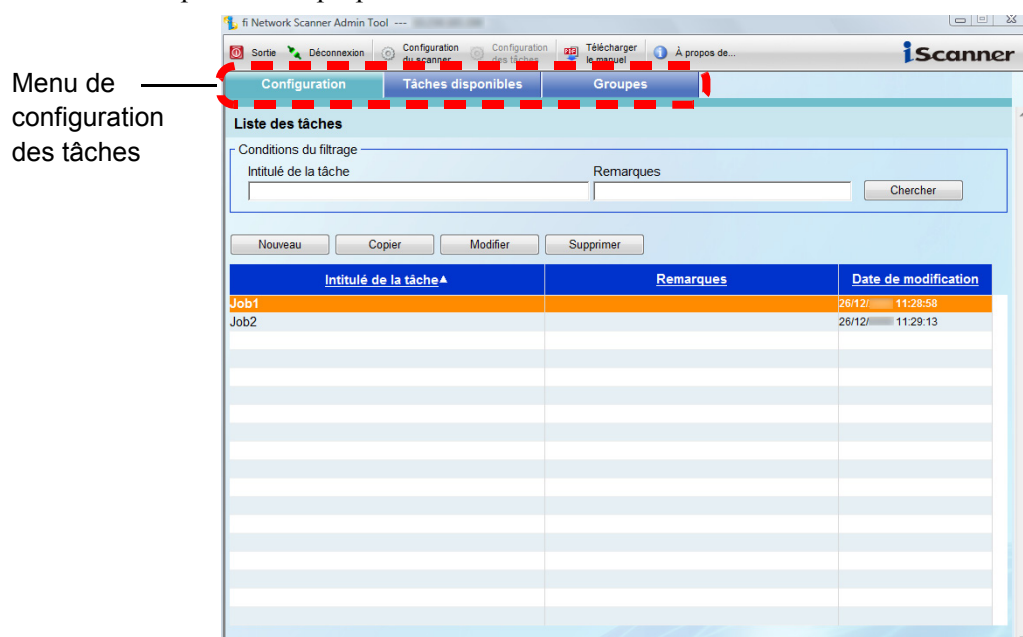 fi Network Scanner Admin Tool ---
Sortie
Déconnexion
Configuration
du scanner
Configuration
des tâches
Télécharger
le manuel
À propos de...
iScanner
Menu de
configuration
des tâches
Configuration
Tâches disponibles
Groupes
Liste des tâches
Conditions du filtrage
Intitulé de la tâche
Remarques
Chercher
Nouveau
Copier
Modifier
Supprimer
Intitulé de la tâche▲
Remarques
Date de modification
Job1
26/12/ 11:28:58
Job2
26/12/ 11:29:13